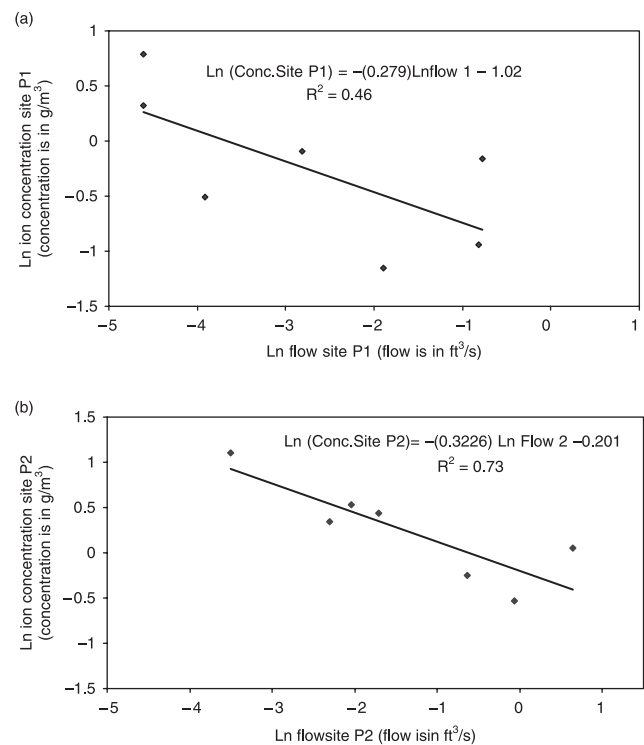 (a)
1
Ln (Conc.Site P1) = −(0.279)Lnflow 1 − 1.02
R² = 0.46
0.5
0
−0.5
−1
−1.5
Ln ion concentration site P1
(concentration is in g/m³)
−5 −4 −3 −2 −1 0 1
Ln flow site P1 (flow is in ft³/s)
(b)
1.5
Ln (Conc.Site P2)= −(0.3226) Ln Flow 2 −0.201
R² = 0.73
1
0.5
0
−0.5
−1
−1.5
Ln ion concentration site P2
(concentration is in g/m³)
−5 −4 −3 −2 −1 0 1
Ln flowsite P2 (flow isin ft³/s)